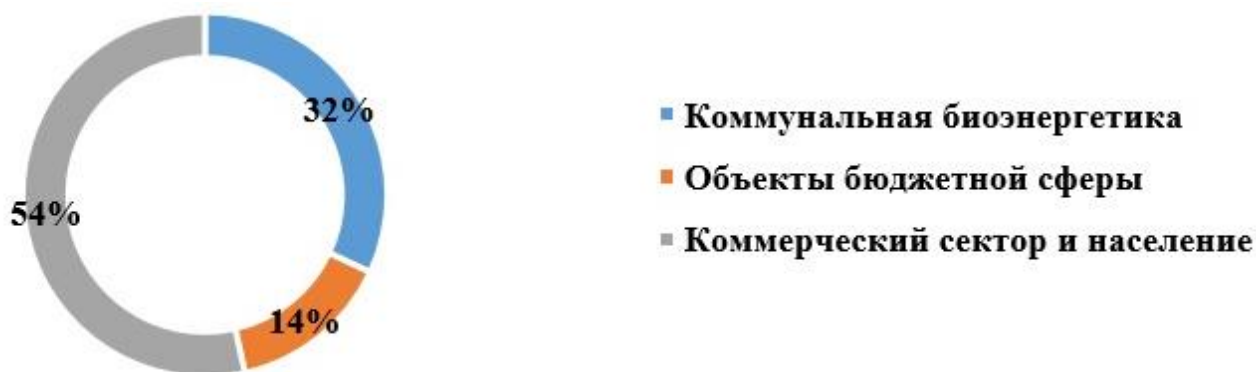 32%
54%
14%
Коммунальная биоэнергетика
Объекты бюджетной сферы
Коммерческий сектор и население